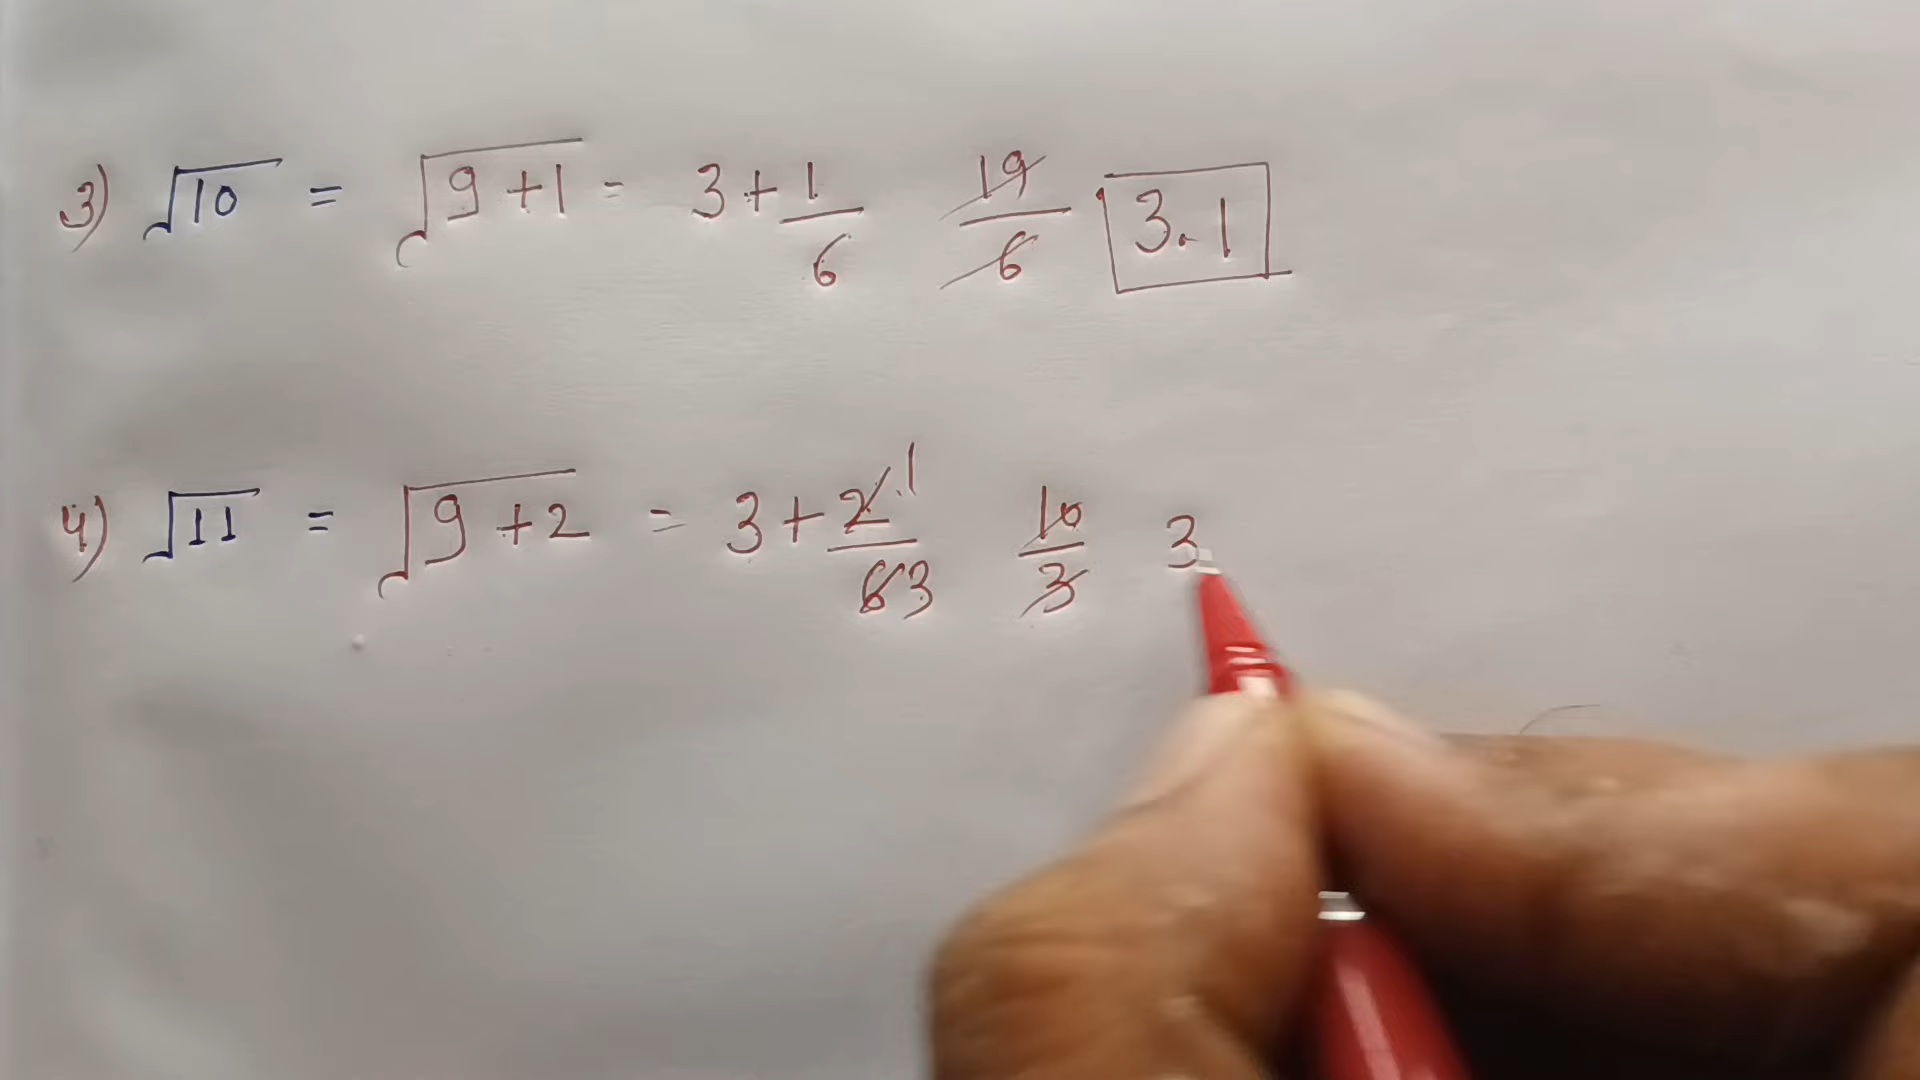 3) √10 = √9+1 = 3+1/6 19/6 3.1
4) √11 = √9+2 = 3+2/6 1 3 10/3 3